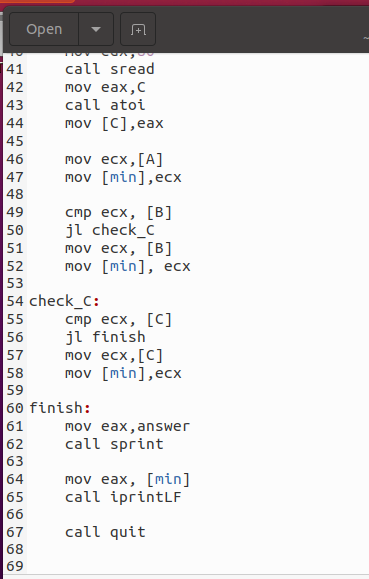 Open
40 mov edx,80
41 call sread
42 mov eax,C
43 call atoi
44 mov [C],eax
45
46 mov ecx,[A]
47 mov [min],ecx
48
49 cmp ecx, [B]
50 jl check_C
51 mov ecx, [B]
52 mov [min], ecx
53
54 check_C:
55 cmp ecx, [C]
56 jl finish
57 mov ecx,[C]
58 mov [min],ecx
59
60 finish:
61 mov eax,answer
62 call sprint
63
64 mov eax, [min]
65 call iprintLF
66
67 call quit
68
69